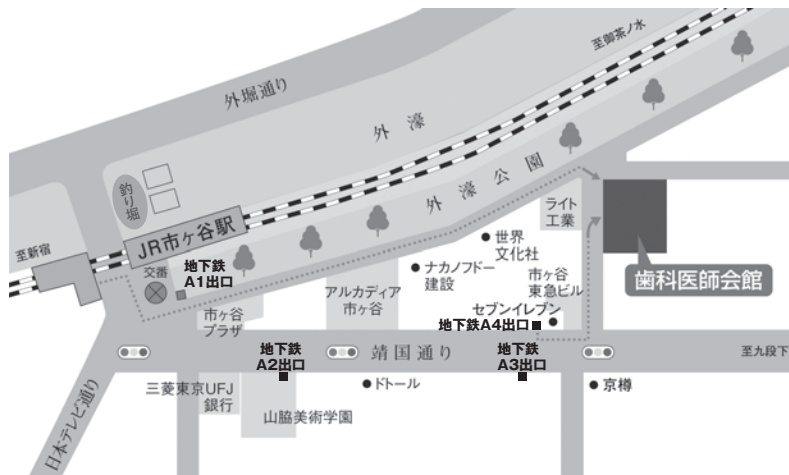 至御茶ノ水
外堀通り
外濠
外濠公園
釣り堀
JR市ヶ谷駅
至新宿
交番
地下鉄
A1出口
ライト
工業
世界
文化社
ナカノフドー
建設
市ヶ谷
東急ビル
歯科医師会館
アルカディア
市ヶ谷
市ヶ谷
プラザ
セブンイレブン
地下鉄A4出口
地下鉄
A2出口
靖国通り
地下鉄
A3出口
至九段下
三菱東京UFJ
銀行
ドトール
京樽
山脇美術学園
日本テレビ通り